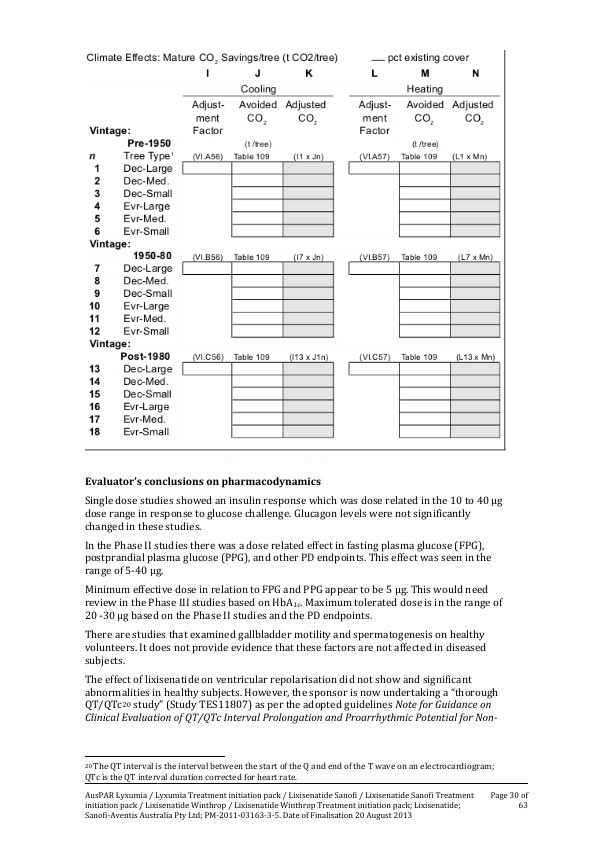 Climate Effects: Mature CO2 Savings/tree (t CO2/tree) ___ pct existing cover
I J K L M N
Cooling Heating
Adjust- Avoided Adjusted Adjust- Avoided Adjusted
ment CO2 CO2 ment CO2 CO2
Vintage: Factor Factor
Pre-1950 (t /tree) (t /tree)
n Tree Type¹ (VI.A56) Table 109 (I1 x Jn) (VI.A57) Table 109 (L1 x Mn)
1 Dec-Large
2 Dec-Med.
3 Dec-Small
4 Evr-Large
5 Evr-Med.
6 Evr-Small
Vintage:
1950-80 (VI.B56) Table 109 (I7 x Jn) (VI.B57) Table 109 (L7 x Mn)
7 Dec-Large
8 Dec-Med.
9 Dec-Small
10 Evr-Large
11 Evr-Med.
12 Evr-Small
Vintage:
Post-1980 (VI.C56) Table 109 (I13 x J1n) (VI.C57) Table 109 (L13 x Mn)
13 Dec-Large
14 Dec-Med.
15 Dec-Small
16 Evr-Large
17 Evr-Med.
18 Evr-Small
Evaluator's conclusions on pharmacodynamics
Single dose studies showed an insulin response which was dose related in the 10 to 40 µg
dose range in response to glucose challenge. Glucagon levels were not significantly
changed in these studies.
In the Phase II studies there was a dose related effect in fasting plasma glucose (FPG),
postprandial plasma glucose (PPG), and other PD endpoints. This effect was seen in the
range of 5-40 µg.
Minimum effective dose in relation to FPG and PPG appear to be 5 µg. This would need
review in the Phase III studies based on HbA1c. Maximum tolerated dose is in the range of
20 -30 µg based on the Phase II studies and the PD endpoints.
There are studies that examined gallbladder motility and spermatogenesis on healthy
volunteers. It does not provide evidence that these factors are not affected in diseased
subjects.
The effect of lixisenatide on ventricular repolarisation did not show and significant
abnormalities in healthy subjects. However, the sponsor is now undertaking a "thorough
QT/QTc20 study" (Study TES11807) as per the adopted guidelines Note for Guidance on
Clinical Evaluation of QT/QTc Interval Prolongation and Proarrhythmic Potential for Non-
20 The QT interval is the interval between the start of the Q and end of the T wave on an electrocardiogram;
QTc is the QT interval duration corrected for heart rate.
AusPAR Lyxumia / Lyxumia Treatment initiation pack / Lixisenatide Sanofi / Lixisenatide Sanofi Treatment Page 30 of
initiation pack / Lixisenatide Winthrop / Lixisenatide Winthrop Treatment initiation pack; Lixisenatide; 63
Sanofi-Aventis Australia Pty Ltd; PM-2011-03163-3-5. Date of Finalisation 20 August 2013